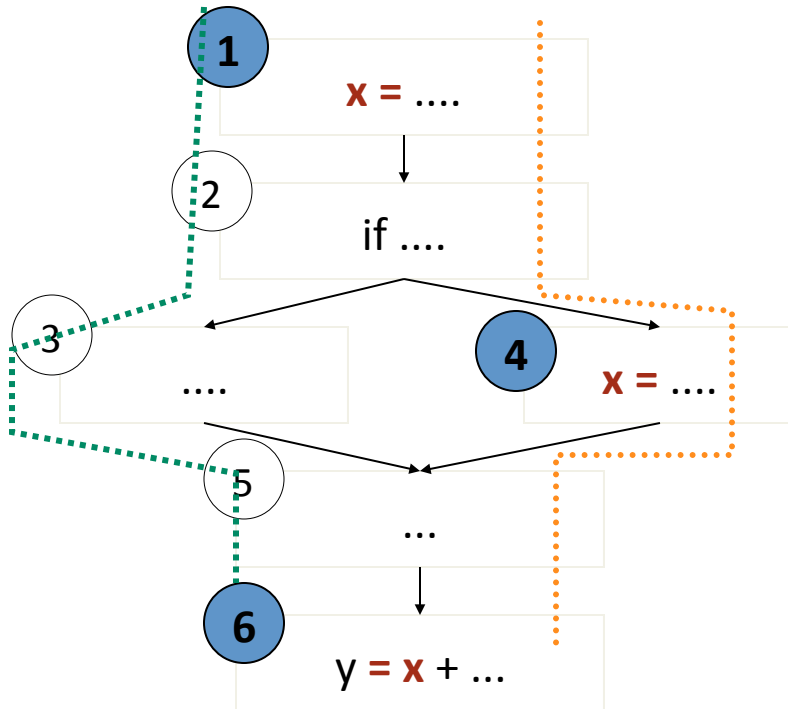 1
x = ....
2
if ....
3
....
4
x = ....
5
...
6
y = x + ...